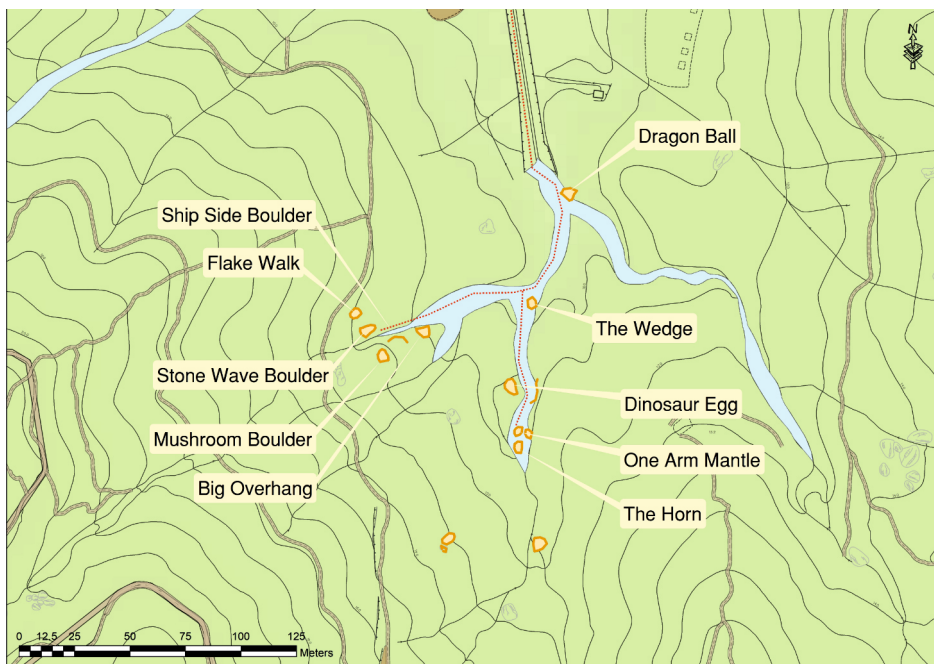 N
Dragon Ball
Ship Side Boulder
Flake Walk
The Wedge
Stone Wave Boulder
Dinosaur Egg
Mushroom Boulder
One Arm Mantle
Big Overhang
The Horn
0 12.5 25 50 75 100 125
Meters